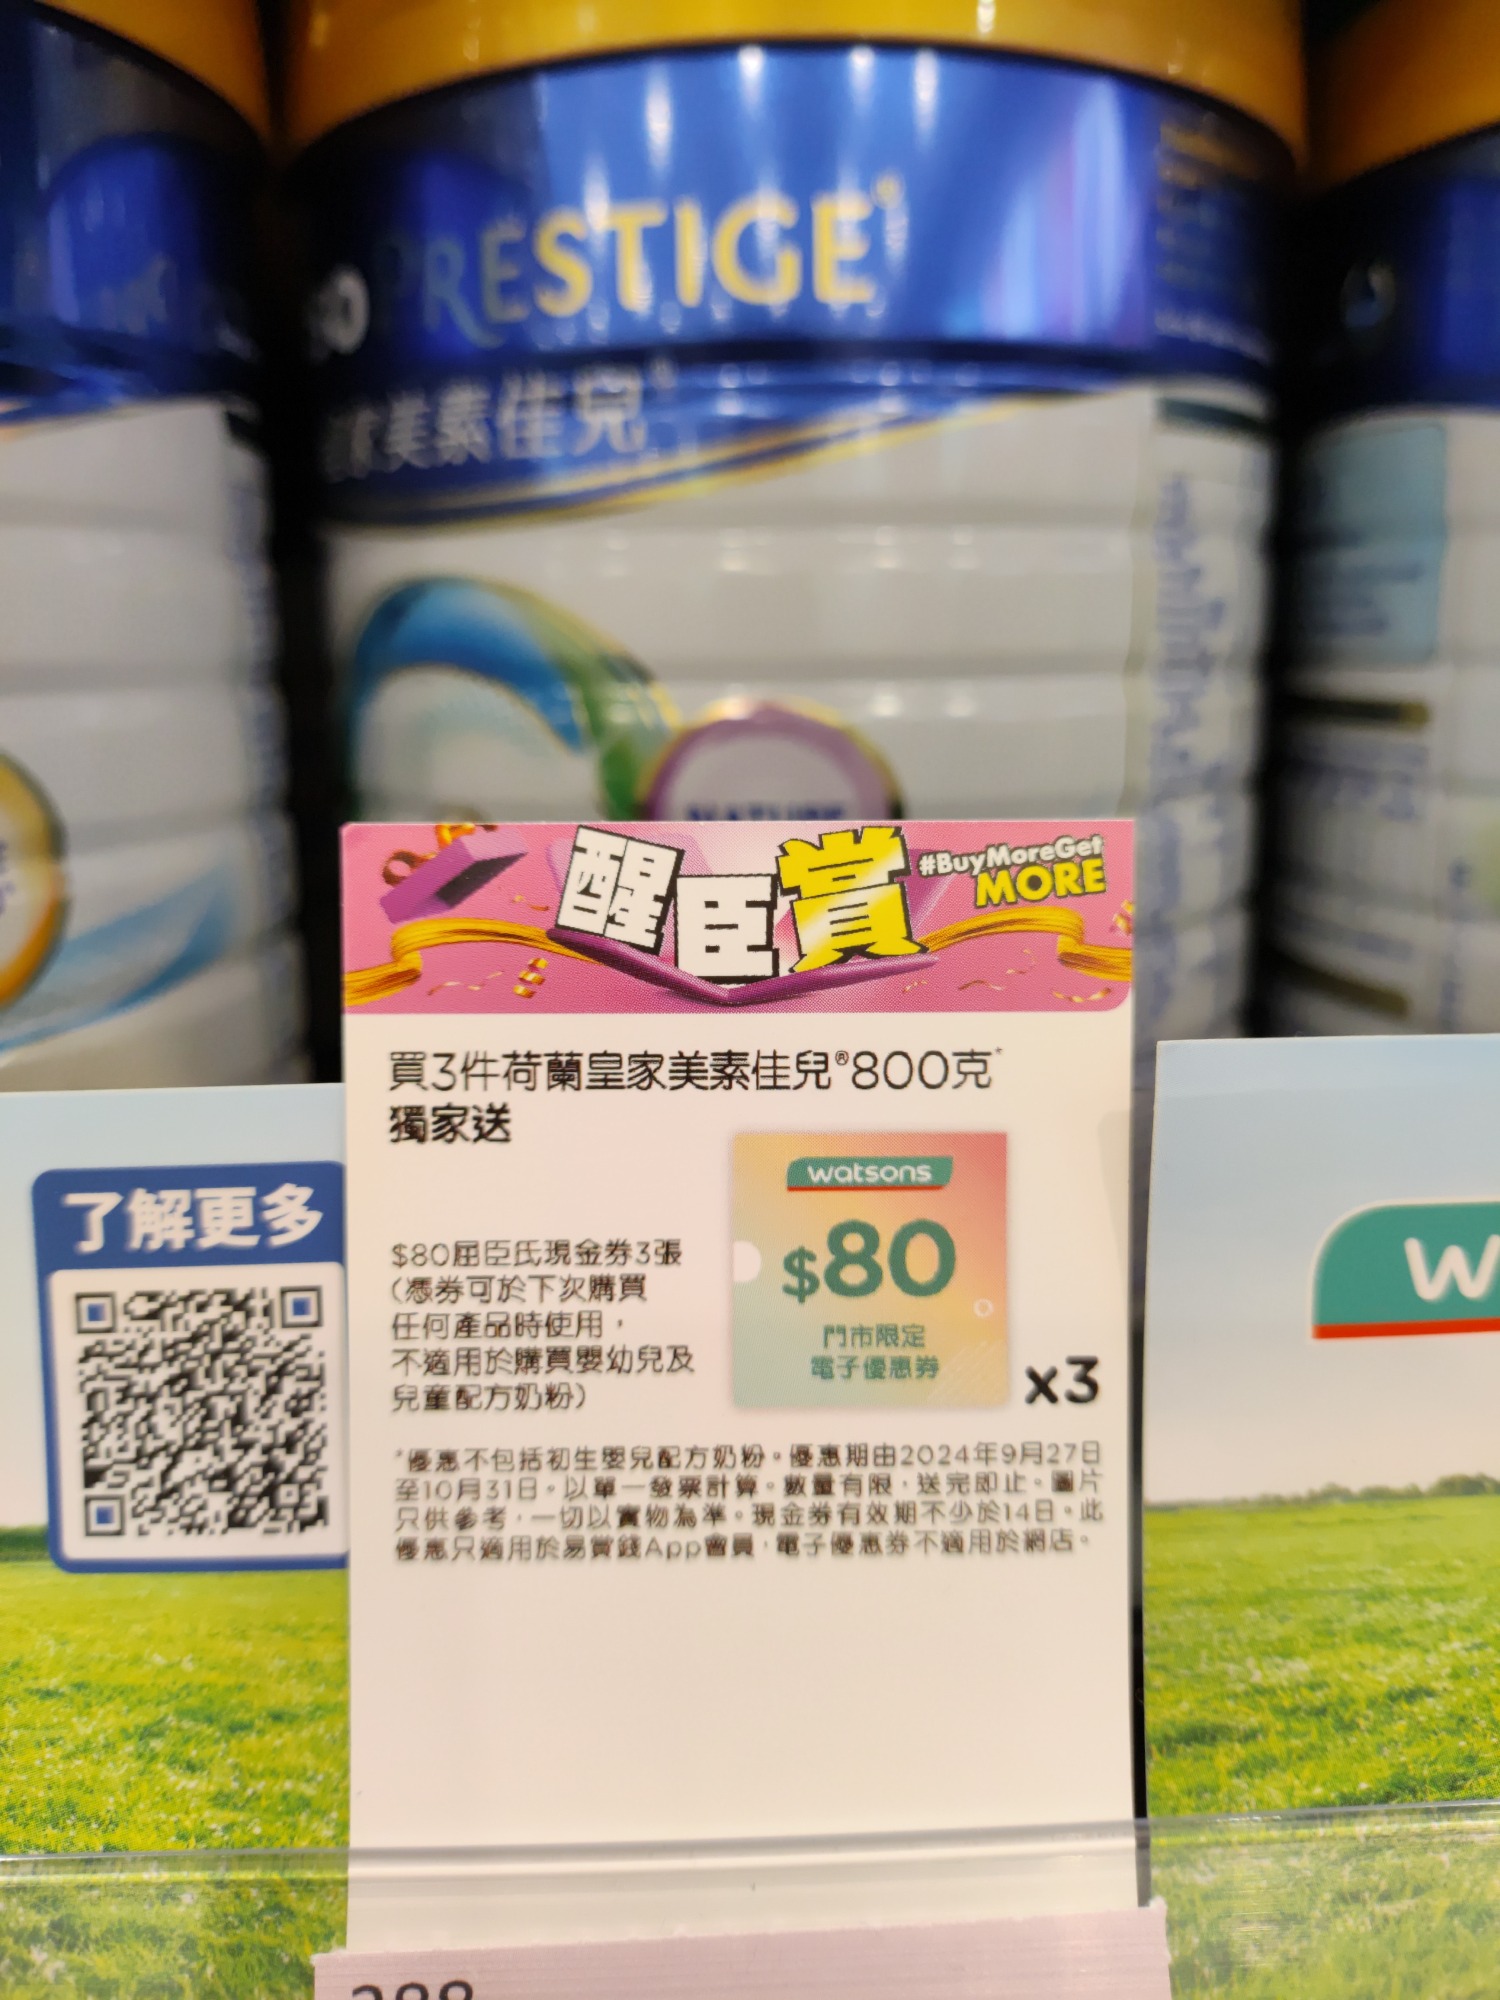 PRESTIGE®
家美素佳兒®
醒臣賞
#BuyMoreGet
MORE
買3件荷蘭皇家美素佳兒®800克*
獨家送
watsons
$80
門市限定
電子優惠券
x3
$80屈臣氏現金券3張
(憑券可於下次購買
任何產品時使用，
不適用於購買嬰幼兒及
兒童配方奶粉)
*優惠不包括初生嬰兒配方奶粉。優惠期由2024年9月27日
至10月31日。以單一發票計算。數量有限，送完即止。圖片
只供參考，一切以實物為準。現金券有效期不少於14日。此
優惠只適用於易賞錢App會員，電子優惠券不適用於網店。
了解更多
W